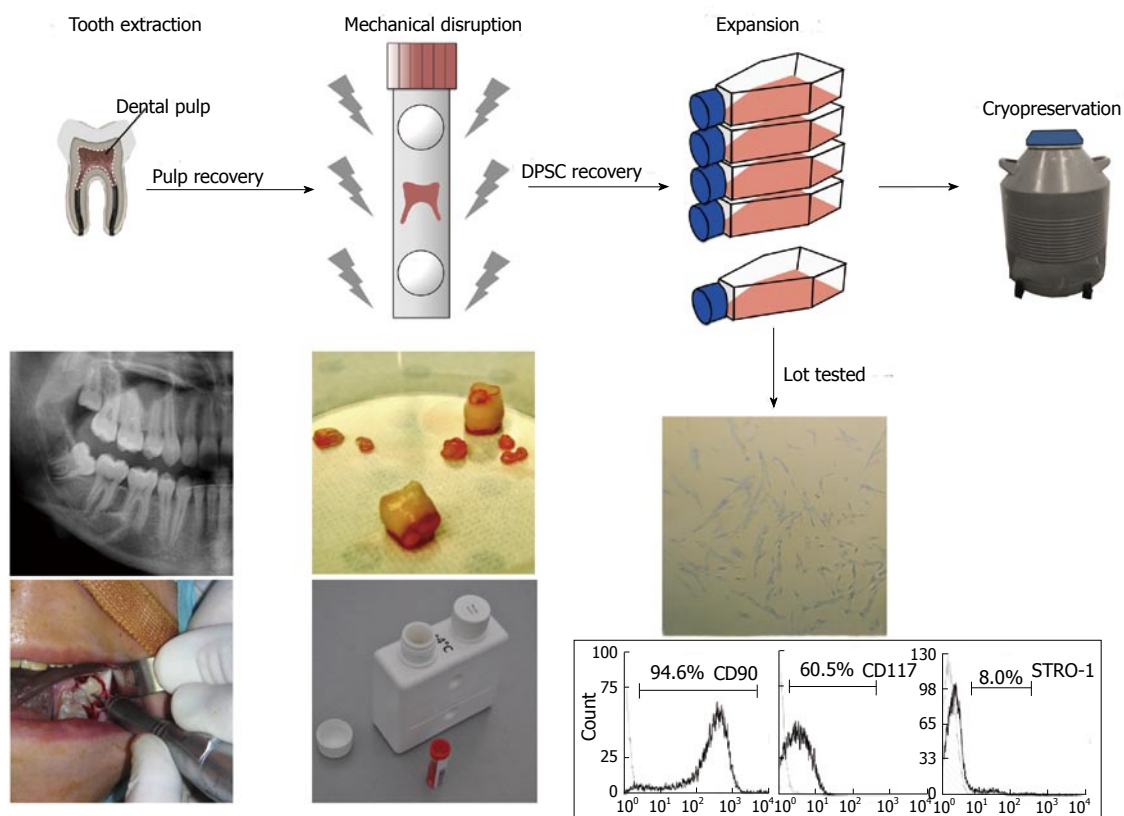 Tooth extraction
Mechanical disruption
Expansion
Cryopreservation
Dental pulp
Pulp recovery
DPSC recovery
Lot tested
-4°C
100
75
50
25
0
Count
94.6% CD90
10⁰ 10¹ 10² 10³ 10⁴
60.5% CD117
10⁰ 10¹ 10² 10³ 10⁴
130
98
65
33
0
8.0% STRO-1
10⁰ 10¹ 10² 10³ 10⁴